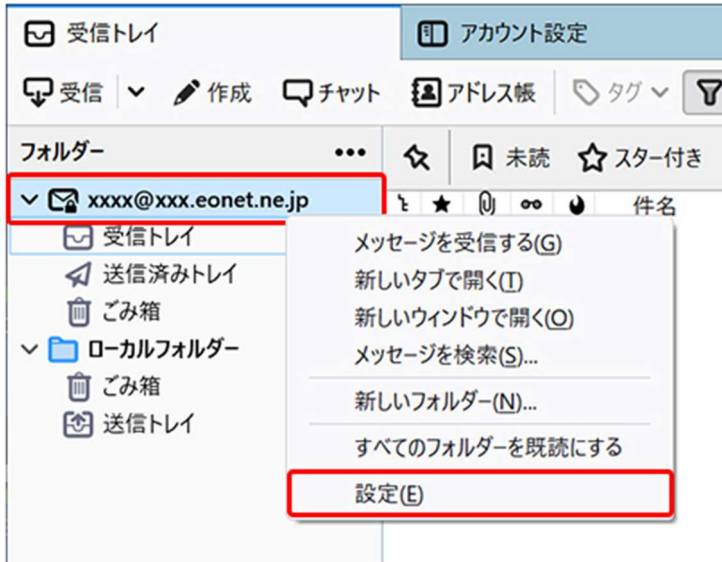 受信トレイ アカウント設定
受信 作成 チャット アドレス帳 タグ
フォルダー ••• 未読 スター付き
xxxx@xxx.eonet.ne.jp 件名
受信トレイ
送信済みトレイ
ごみ箱
ローカルフォルダー
ごみ箱
送信トレイ
メッセージを受信する(G)
新しいタブで開く(T)
新しいウィンドウで開く(O)
メッセージを検索(S)...
新しいフォルダー(N)...
すべてのフォルダーを既読にする
設定(E)